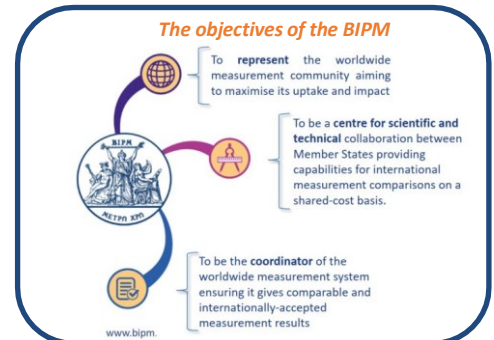 The objectives of the BIPM
To represent the worldwide
measurement community aiming
to maximise its uptake and impact
To be a centre for scientific and
technical collaboration between
Member States providing
capabilities for international
measurement comparisons on a
shared-cost basis.
BIPM
ΜΕΤΡΩ ΧΡΩ
To be the coordinator of the
worldwide measurement system
ensuring it gives comparable and
internationally-accepted
measurement results
www.bipm.